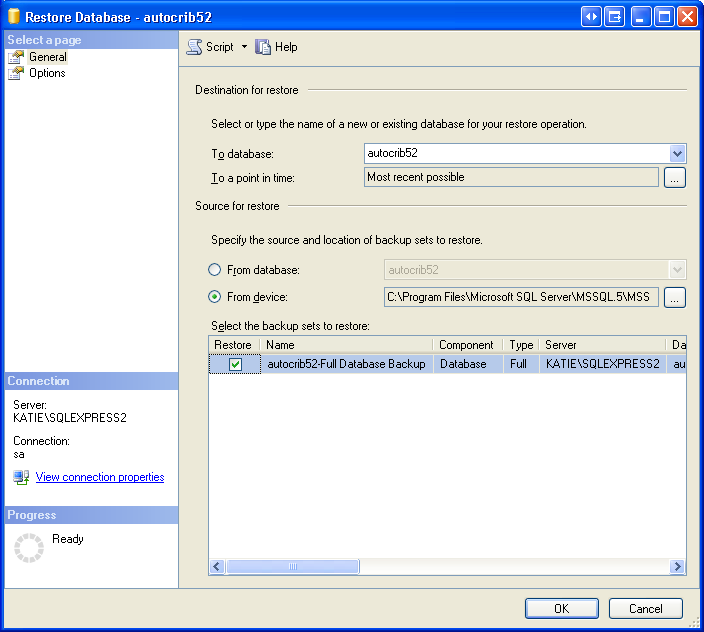 Restore Database - autocrib52
Select a page
General
Options
Script
Help
Destination for restore
Select or type the name of a new or existing database for your restore operation.
To database:
autocrib52
To a point in time:
Most recent possible
...
Source for restore
Specify the source and location of backup sets to restore.
From database:
autocrib52
From device:
C:\Program Files\Microsoft SQL Server\MSSQL.5\MSS
...
Select the backup sets to restore:
Restore Name Component Type Server Da
autocrib52-Full Database Backup Database Full KATIE\SQLEXPRESS2 au
Connection
Server:
KATIE\SQLEXPRESS2
Connection:
sa
View connection properties
Progress
Ready
OK
Cancel